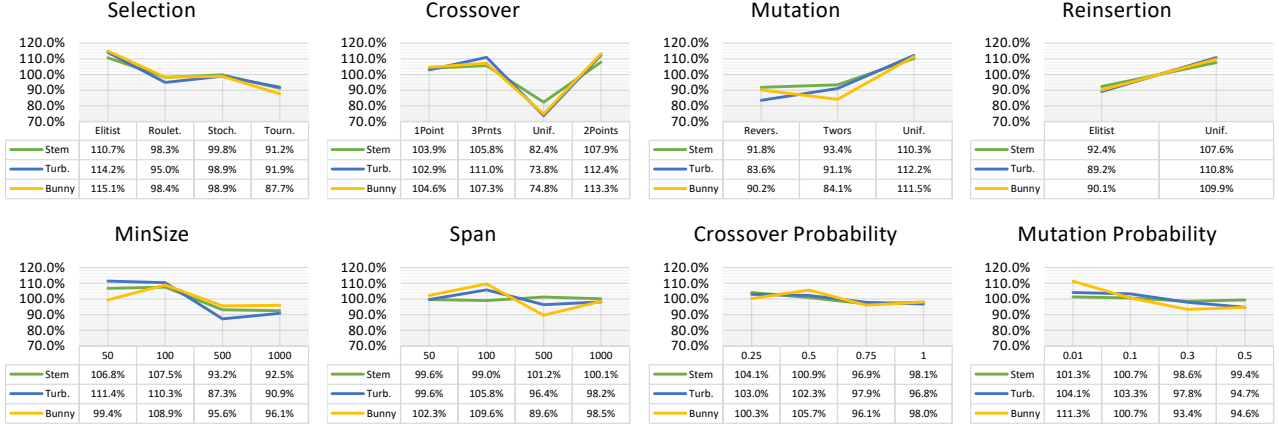 Selection
120.0%
110.0%
100.0%
90.0%
80.0%
70.0%
Elitist Roulet. Stoch. Tourn.
Stem 110.7% 98.3% 99.8% 91.2%
Turb. 114.2% 95.0% 98.9% 91.9%
Bunny 115.1% 98.4% 98.9% 87.7%
Crossover
120.0%
110.0%
100.0%
90.0%
80.0%
70.0%
1Point 3Prnts Unif. 2Points
Stem 103.9% 105.8% 82.4% 107.9%
Turb. 102.9% 111.0% 73.8% 112.4%
Bunny 104.6% 107.3% 74.8% 113.3%
Mutation
120.0%
110.0%
100.0%
90.0%
80.0%
70.0%
Revers. Twors Unif.
Stem 91.8% 93.4% 110.3%
Turb. 83.6% 91.1% 112.2%
Bunny 90.2% 84.1% 111.5%
Reinsertion
120.0%
110.0%
100.0%
90.0%
80.0%
70.0%
Elitist Unif.
Stem 92.4% 107.6%
Turb. 89.2% 110.8%
Bunny 90.1% 109.9%
MinSize
120.0%
110.0%
100.0%
90.0%
80.0%
70.0%
50 100 500 1000
Stem 106.8% 107.5% 93.2% 92.5%
Turb. 111.4% 110.3% 87.3% 90.9%
Bunny 99.4% 108.9% 95.6% 96.1%
Span
120.0%
110.0%
100.0%
90.0%
80.0%
70.0%
50 100 500 1000
Stem 99.6% 99.0% 101.2% 100.1%
Turb. 99.6% 105.8% 96.4% 98.2%
Bunny 102.3% 109.6% 89.6% 98.5%
Crossover Probability
120.0%
110.0%
100.0%
90.0%
80.0%
70.0%
0.25 0.5 0.75 1
Stem 104.1% 100.9% 96.9% 98.1%
Turb. 103.0% 102.3% 97.9% 96.8%
Bunny 100.3% 105.7% 96.1% 98.0%
Mutation Probability
120.0%
110.0%
100.0%
90.0%
80.0%
70.0%
0.01 0.1 0.3 0.5
Stem 101.3% 100.7% 98.6% 99.4%
Turb. 104.1% 103.3% 97.8% 94.7%
Bunny 111.3% 100.7% 93.4% 94.6%